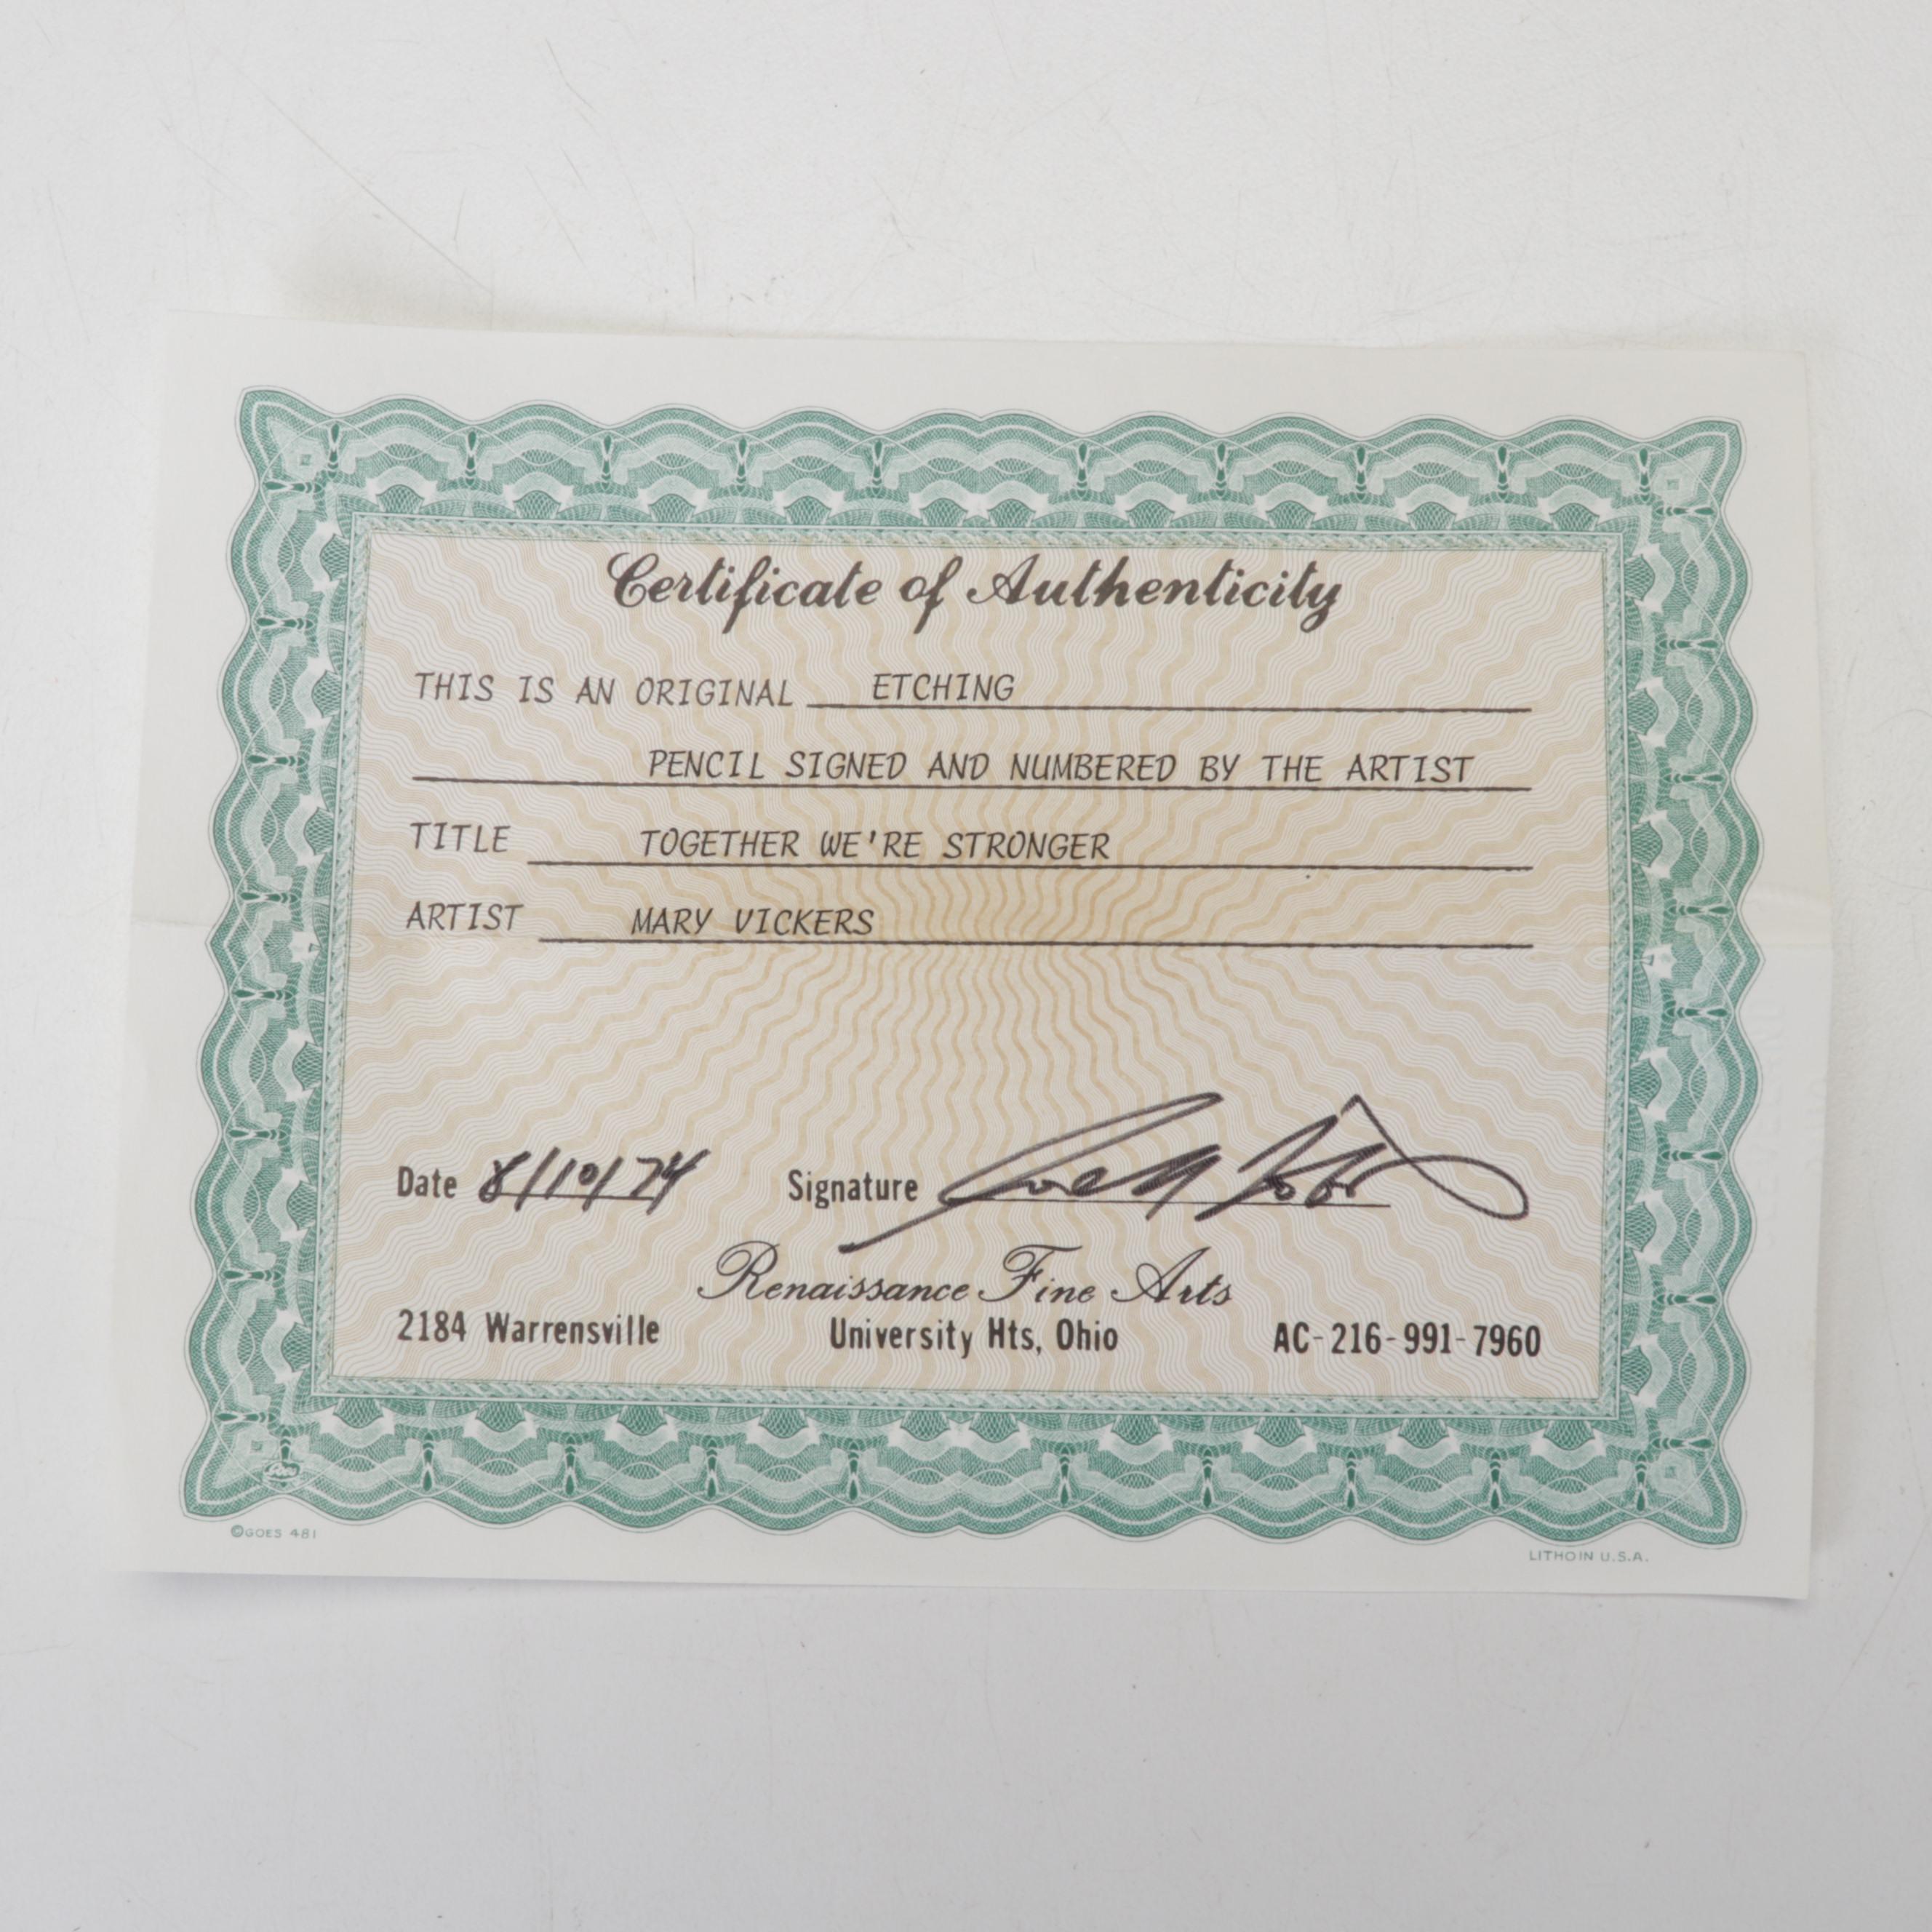 Certificate of Authenticity
THIS IS AN ORIGINAL ETCHING
PENCIL SIGNED AND NUMBERED BY THE ARTIST
TITLE TOGETHER WE'RE STRONGER
ARTIST MARY VICKERS
Date 8/10/74 Signature
Renaissance Fine Arts
2184 Warrensville University Hts, Ohio AC-216-991-7960
©GOES 481
LITHO IN U.S.A.